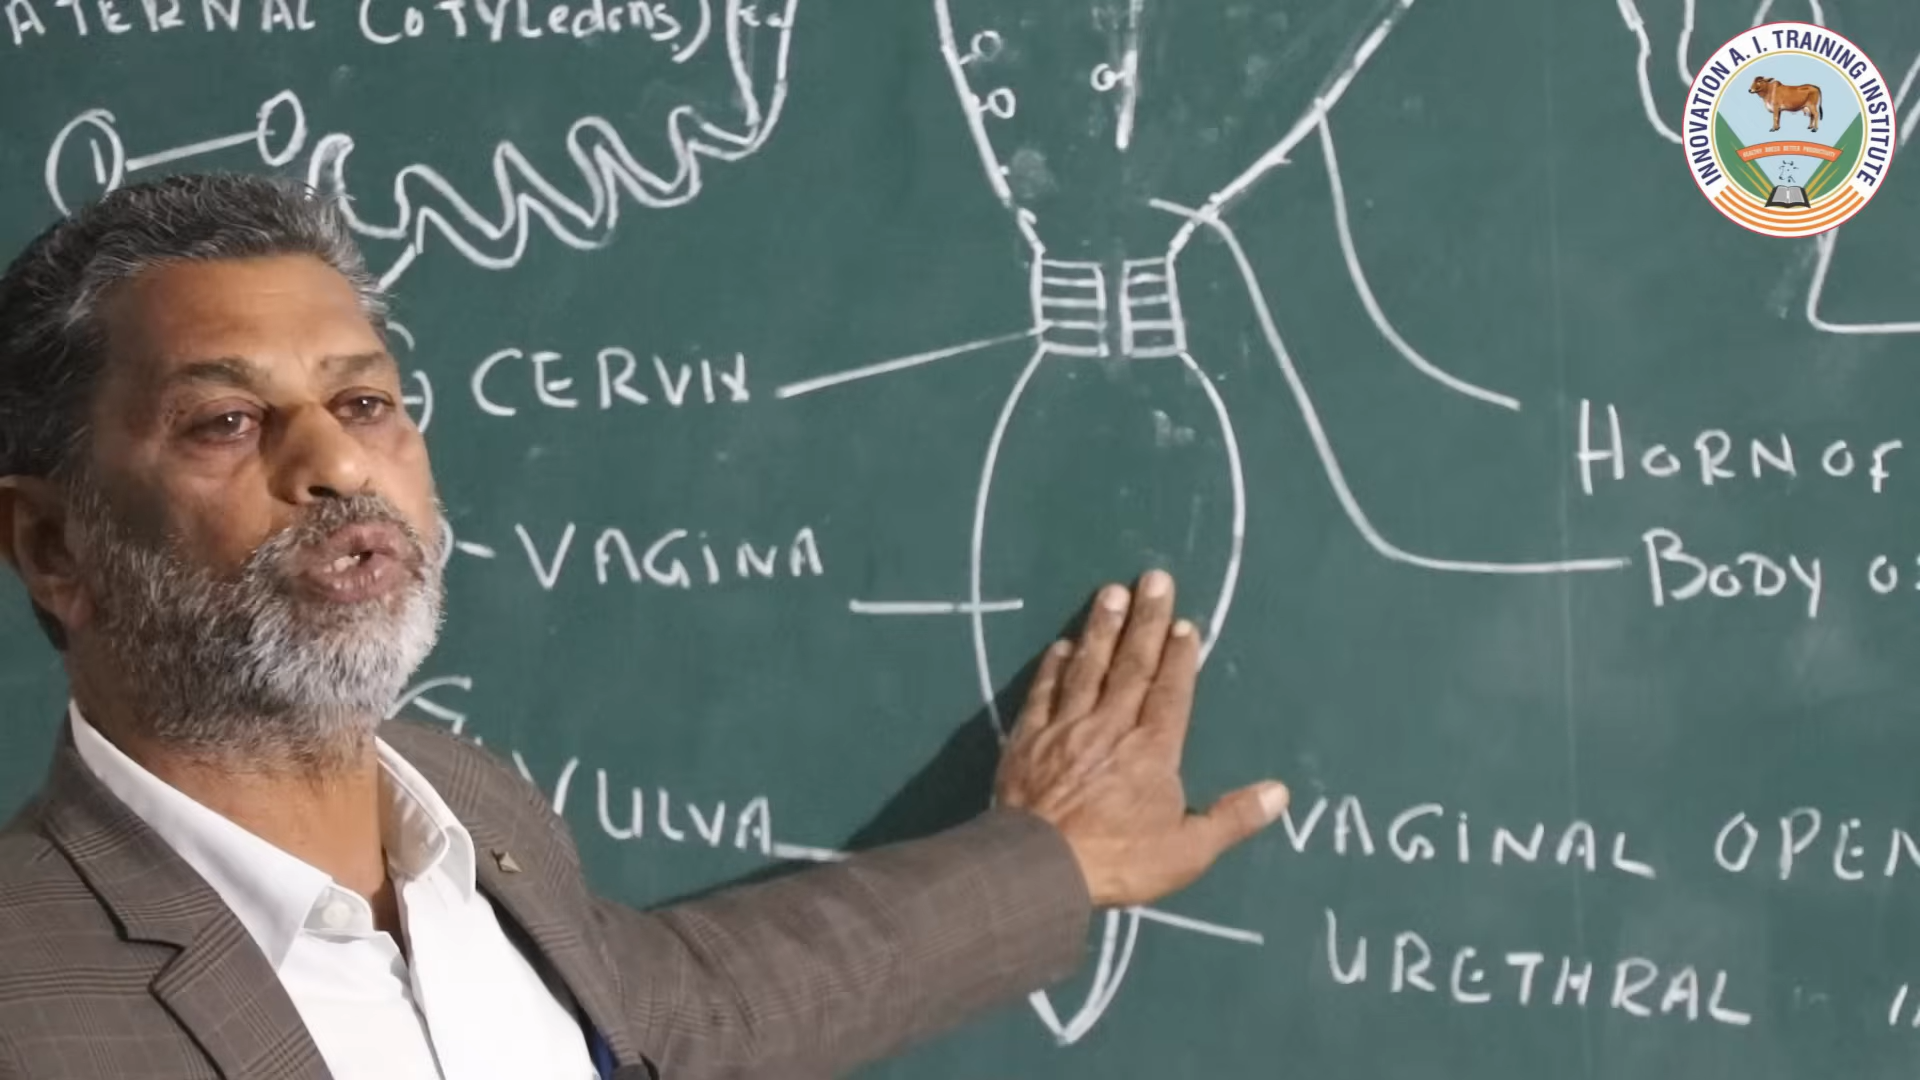 ATERNAL COTYLedons)
CERVIX
HORN OF
VAGINA
BODY
VULVA
VAGINAL OPEN
URETHRAL
INNOVATION A. I. TRAINING INSTITUTE